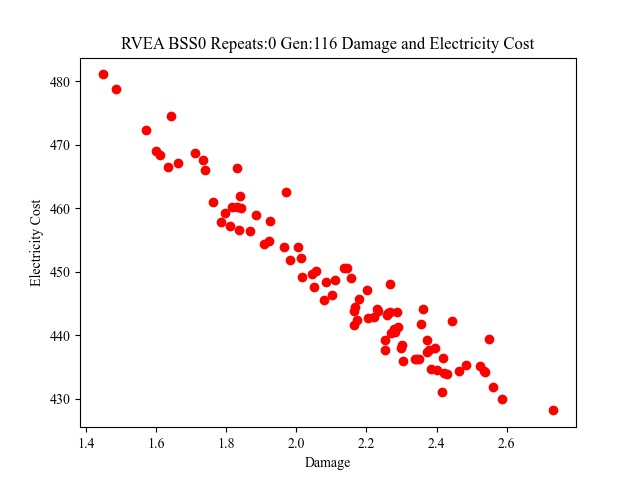 RVEA BSS0 Repeats:0 Gen:116 Damage and Electricity Cost
480
470
460
450
440
430
Electricity Cost
1.4 1.6 1.8 2.0 2.2 2.4 2.6
Damage